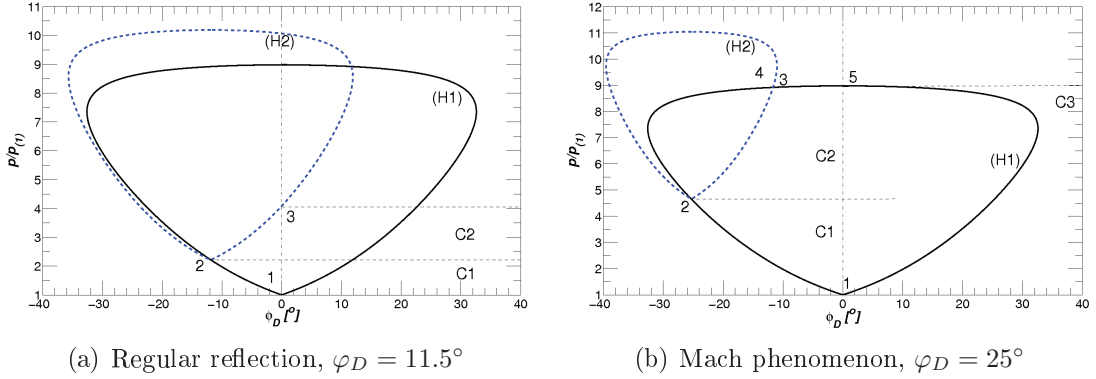 11
10
9
8
7
6
5
4
3
2
1
p/p(1)
−40 −30 −20 −10 0 10 20 30 40
ϕD [°]
(H2)
(H1)
3
C2
2
1
C1
12
11
10
9
8
7
6
5
4
3
2
1
p/p(1)
−40 −30 −20 −10 0 10 20 30 40
ϕD [°]
(H2)
4 3 5
C3
C2
(H1)
2
C1
1
(a) Regular reflection, φD = 11.5°
(b) Mach phenomenon, φD = 25°